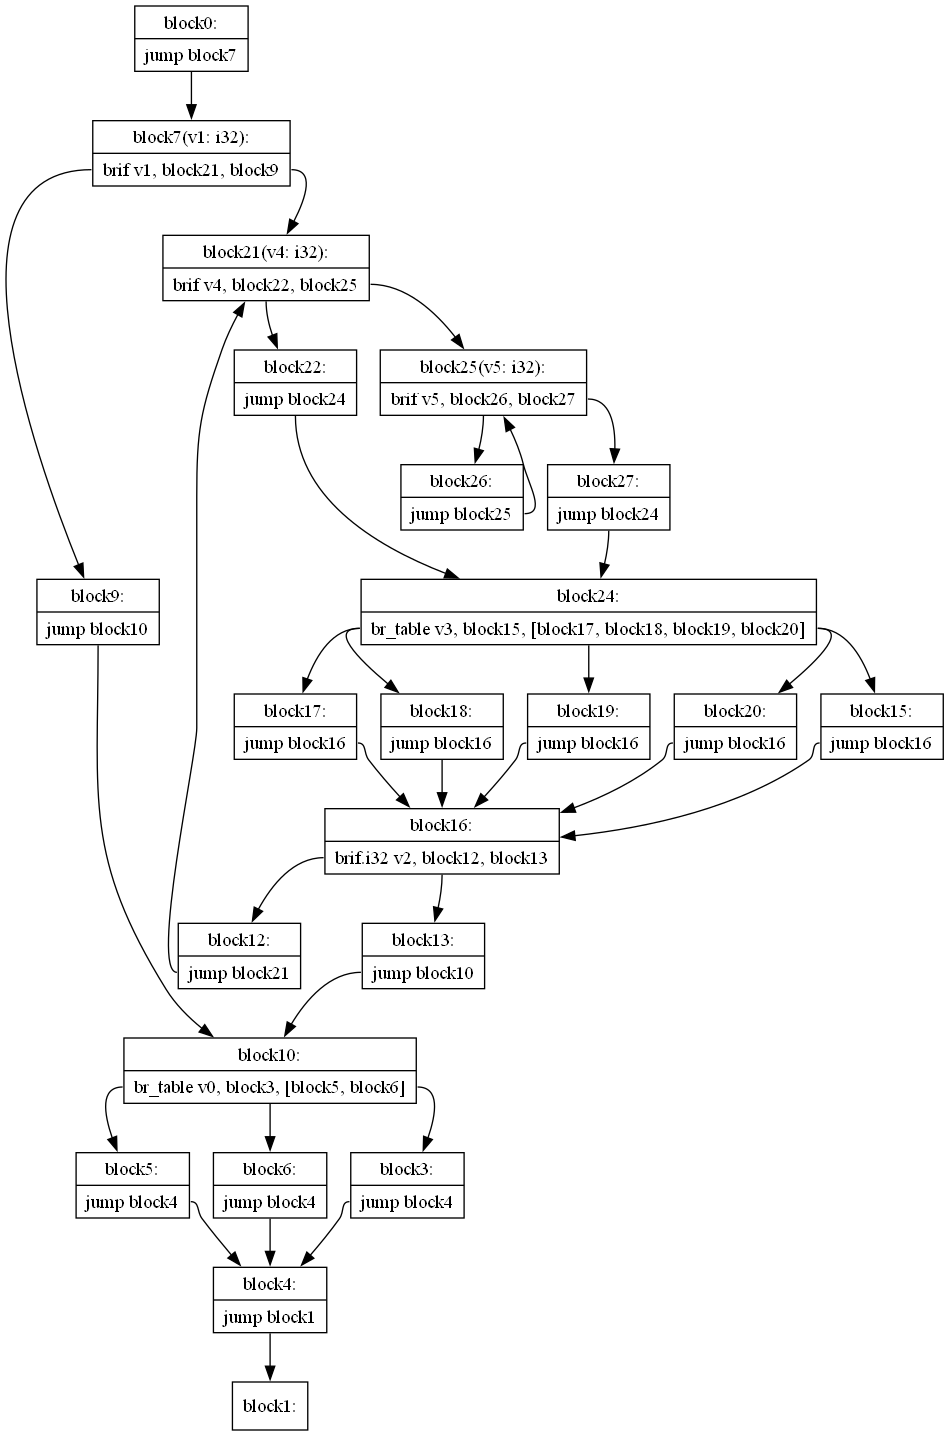 block0:
jump block7
block7(v1: i32):
brif v1, block21, block9
block21(v4: i32):
brif v4, block22, block25
block22:
jump block24
block25(v5: i32):
brif v5, block26, block27
block26:
jump block25
block27:
jump block24
block9:
jump block10
block24:
br_table v3, block15, [block17, block18, block19, block20]
block17:
jump block16
block18:
jump block16
block19:
jump block16
block20:
jump block16
block15:
jump block16
block16:
brif.i32 v2, block12, block13
block12:
jump block21
block13:
jump block10
block10:
br_table v0, block3, [block5, block6]
block5:
jump block4
block6:
jump block4
block3:
jump block4
block4:
jump block1
block1: